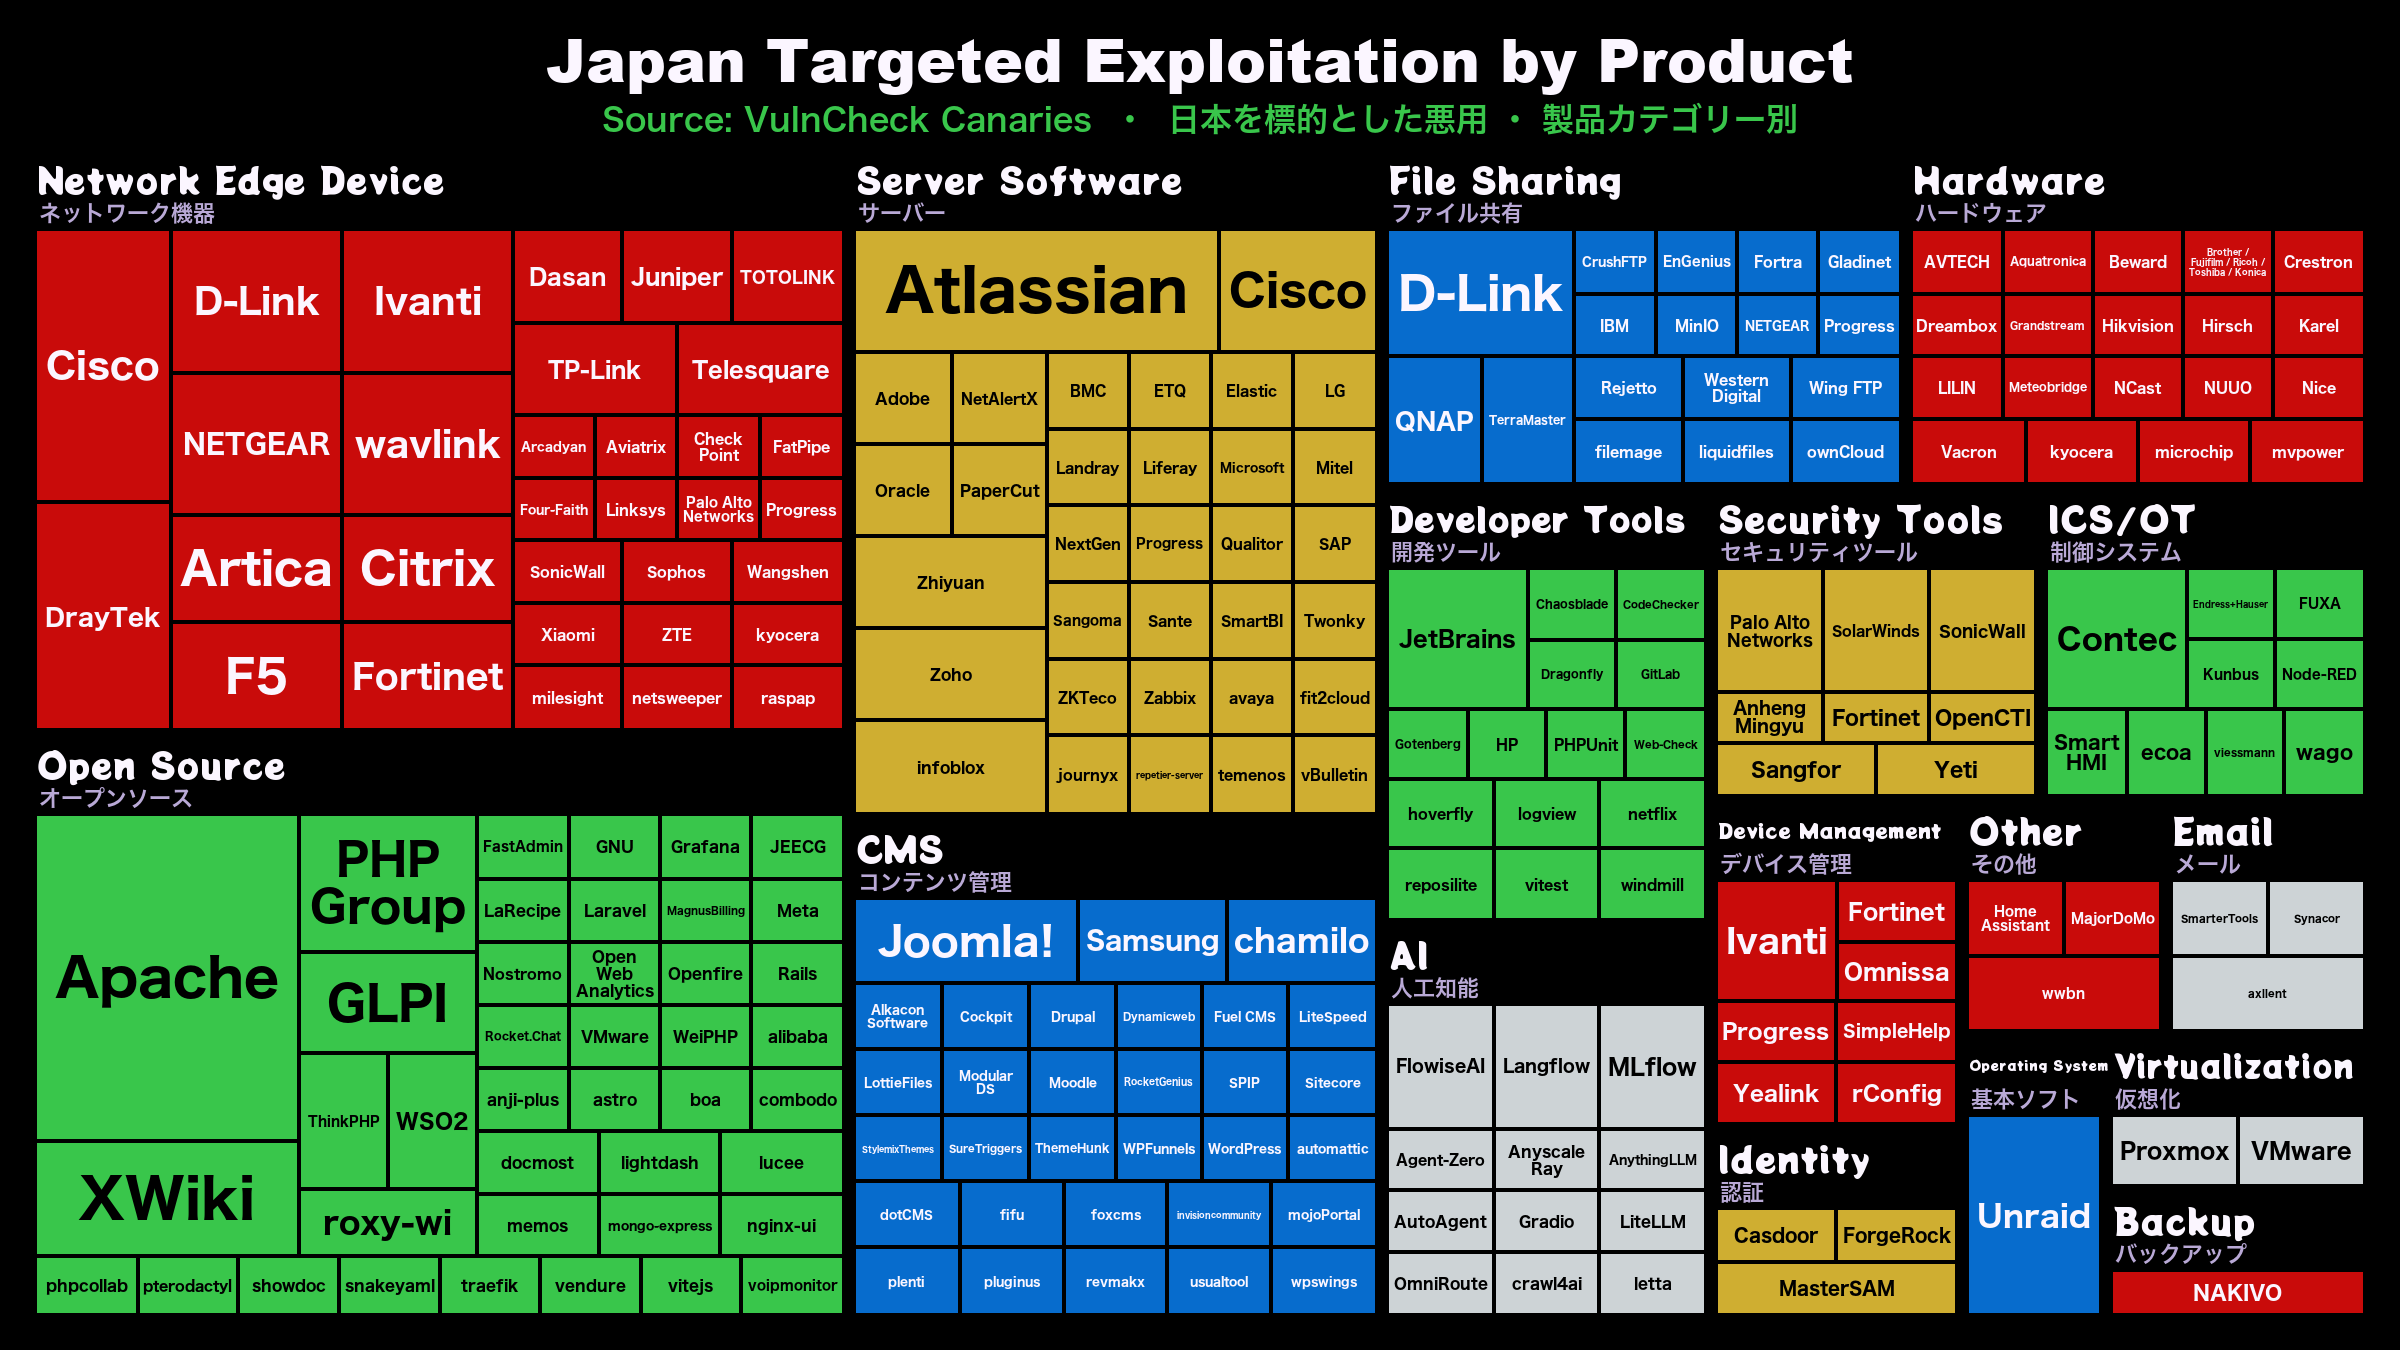 Japan Targeted Exploitation by Product
Source: VulnCheck Canaries ・ 日本を標的とした悪用 ・ 製品カテゴリー別
Network Edge Device
ネットワーク機器
Cisco
DrayTek
D-Link
Ivanti
NETGEAR
wavlink
Artica
Citrix
F5
Fortinet
Dasan
Juniper
TOTOLINK
TP-Link
Telesquare
Arcadyan
Aviatrix
Check
Point
FatPipe
Four-Faith
Linksys
Palo Alto
Networks
Progress
SonicWall
Sophos
Wangshen
Xiaomi
ZTE
kyocera
milesight
netsweeper
raspap
Open Source
オープンソース
Apache
XWiki
PHP
Group
GLPI
ThinkPHP
WSO2
roxy-wi
FastAdmin
GNU
Grafana
JEECG
LaRecipe
Laravel
MagnusBilling
Meta
Nostromo
Open
Web
Analytics
Openfire
Rails
Rocket.Chat
VMware
WeiPHP
alibaba
anji-plus
astro
boa
combodo
docmost
lightdash
lucee
memos
mongo-express
nginx-ui
phpcollab
pterodactyl
showdoc
snakeyaml
traefik
vendure
vitejs
voipmonitor
Server Software
サーバー
Atlassian
Cisco
Adobe
NetAlertX
Oracle
PaperCut
Zhiyuan
Zoho
infoblox
BMC
ETQ
Elastic
LG
Landray
Liferay
Microsoft
Mitel
NextGen
Progress
Qualitor
SAP
Sangoma
Sante
SmartBI
Twonky
ZKTeco
Zabbix
avaya
fit2cloud
journyx
repetier-server
temenos
vBulletin
CMS
コンテンツ管理
Joomla!
Samsung
chamilo
Alkacon
Software
Cockpit
Drupal
Dynamicweb
Fuel CMS
LiteSpeed
LottieFiles
Modular
DS
Moodle
RocketGenius
SPIP
Sitecore
StylemixThemes
SureTriggers
ThemeHunk
WPFunnels
WordPress
automattic
dotCMS
fifu
foxcms
invisioncommunity
mojoPortal
plenti
pluginus
revmakx
usualtool
wpswings
File Sharing
ファイル共有
D-Link
QNAP
TerraMaster
CrushFTP
EnGenius
Fortra
Gladinet
IBM
MinIO
NETGEAR
Progress
Rejetto
Western
Digital
Wing FTP
filemage
liquidfiles
ownCloud
Hardware
ハードウェア
AVTECH
Aquatronica
Beward
Brother /
Fujifilm / Ricoh /
Toshiba / Konica
Crestron
Dreambox
Grandstream
Hikvision
Hirsch
Karel
LILIN
Meteobridge
NCast
NUUO
Nice
Vacron
kyocera
microchip
mvpower
Developer Tools
開発ツール
JetBrains
Chaosblade
CodeChecker
Dragonfly
GitLab
Gotenberg
HP
PHPUnit
Web-Check
hoverfly
logview
netflix
reposilite
vitest
windmill
Security Tools
セキュリティツール
Palo Alto
Networks
SolarWinds
SonicWall
Anheng
Mingyu
Fortinet
OpenCTI
Sangfor
Yeti
ICS/OT
制御システム
Contec
Endress+Hauser
FUXA
Kunbus
Node-RED
Smart
HMI
ecoa
viessmann
wago
AI
人工知能
FlowiseAI
Langflow
MLflow
Agent-Zero
Anyscale
Ray
AnythingLLM
AutoAgent
Gradio
LiteLLM
OmniRoute
crawl4ai
letta
Device Management
デバイス管理
Ivanti
Fortinet
Omnissa
Progress
SimpleHelp
Yealink
rConfig
Identity
認証
Casdoor
ForgeRock
MasterSAM
Other
その他
Home
Assistant
MajorDoMo
wwbn
Email
メール
SmarterTools
Synacor
axllent
Operating System
基本ソフト
Unraid
Virtualization
仮想化
Proxmox
VMware
Backup
バックアップ
NAKIVO